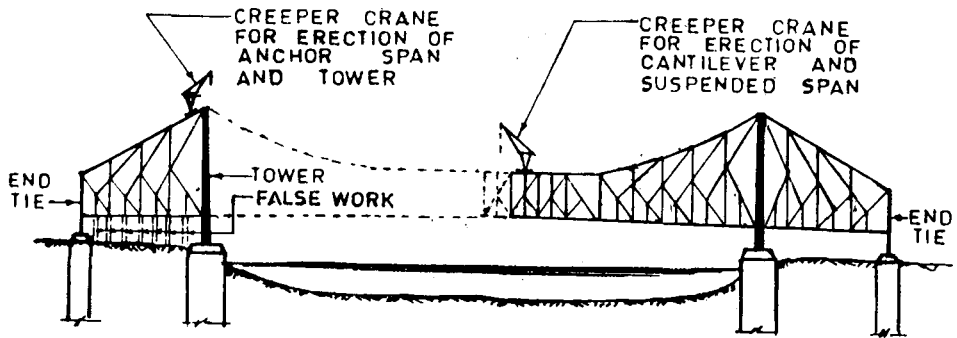 CREEPER CRANE
FOR ERECTION OF
ANCHOR SPAN
AND TOWER
CREEPER CRANE
FOR ERECTION OF
CANTILEVER AND
SUSPENDED SPAN
END
TIE
TOWER
FALSE WORK
END
TIE